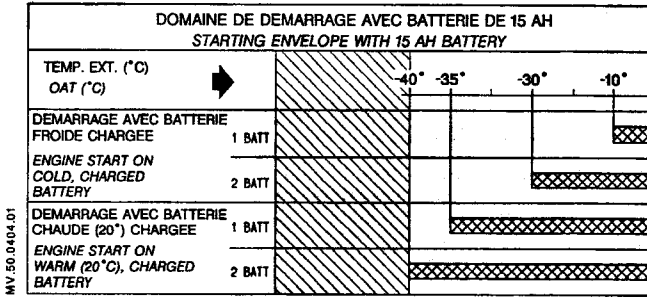 DOMAINE DE DEMARRAGE AVEC BATTERIE DE 15 AH
STARTING ENVELOPE WITH 15 AH BATTERY
TEMP. EXT. (°C)
OAT (°C)
-40° -35° -30° -10°
DEMARRAGE AVEC BATTERIE
FROIDE CHARGEE
1 BATT
ENGINE START ON
COLD, CHARGED
BATTERY
2 BATT
DEMARRAGE AVEC BATTERIE
CHAUDE (20°) CHARGEE
1 BATT
ENGINE START ON
WARM (20°C), CHARGED
BATTERY
2 BATT
MV.50.0404.01